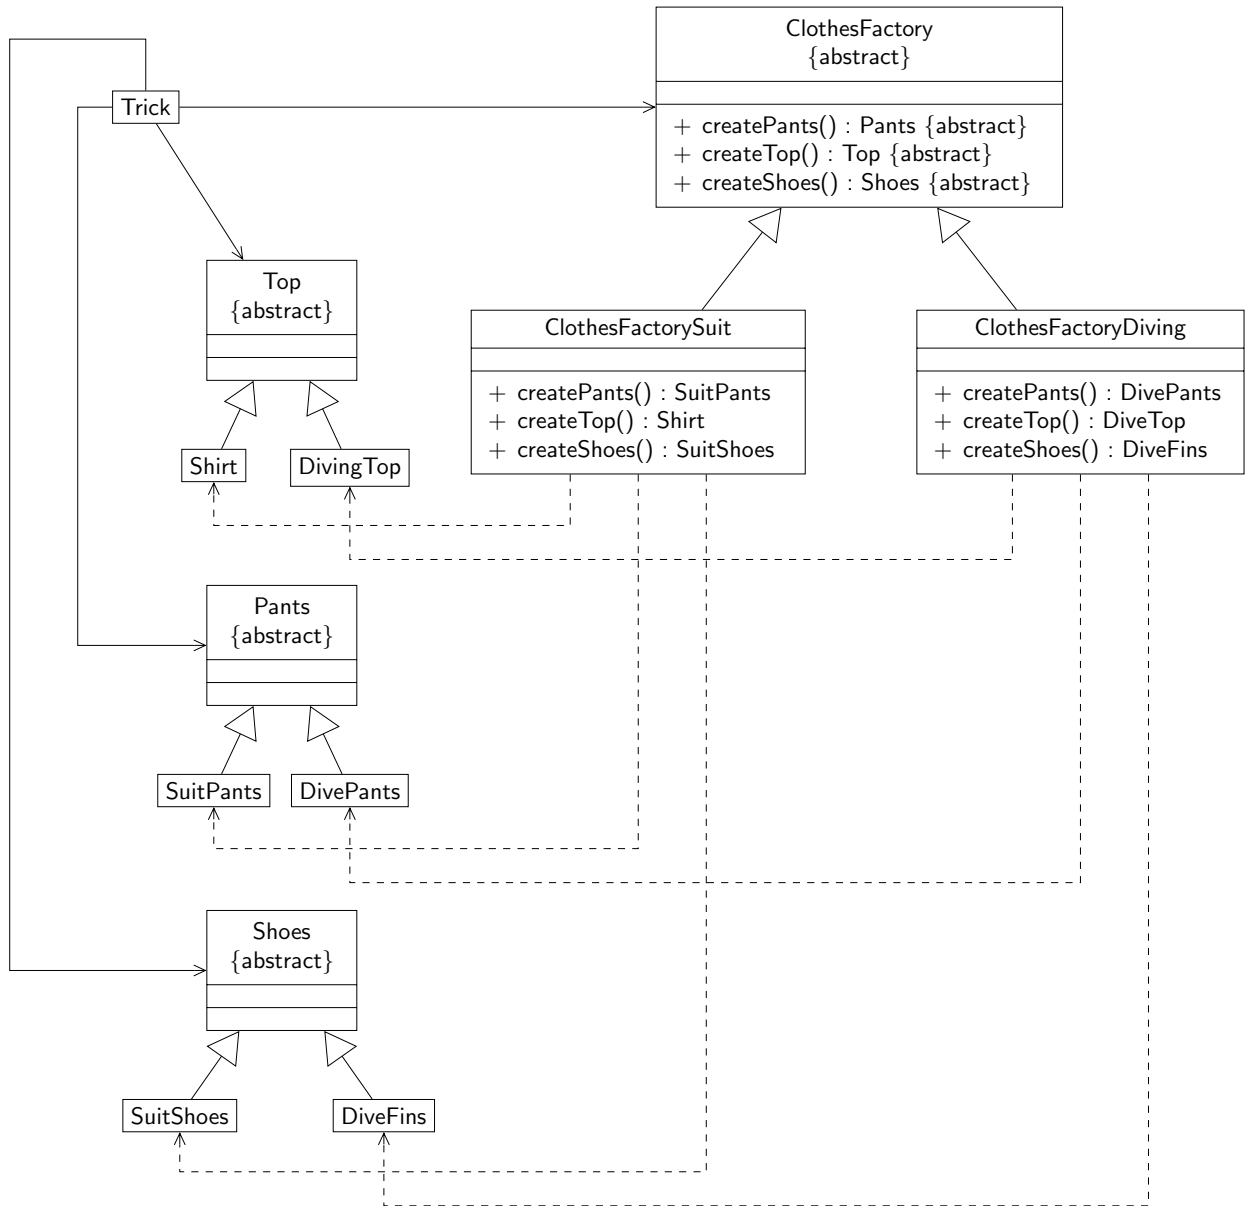 ClothesFactory
{abstract}
+ createPants() : Pants {abstract}
+ createTop() : Top {abstract}
+ createShoes() : Shoes {abstract}
Trick
Top
{abstract}
ClothesFactorySuit
+ createPants() : SuitPants
+ createTop() : Shirt
+ createShoes() : SuitShoes
ClothesFactoryDiving
+ createPants() : DivePants
+ createTop() : DiveTop
+ createShoes() : DiveFins
Shirt
DivingTop
Pants
{abstract}
SuitPants
DivePants
Shoes
{abstract}
SuitShoes
DiveFins